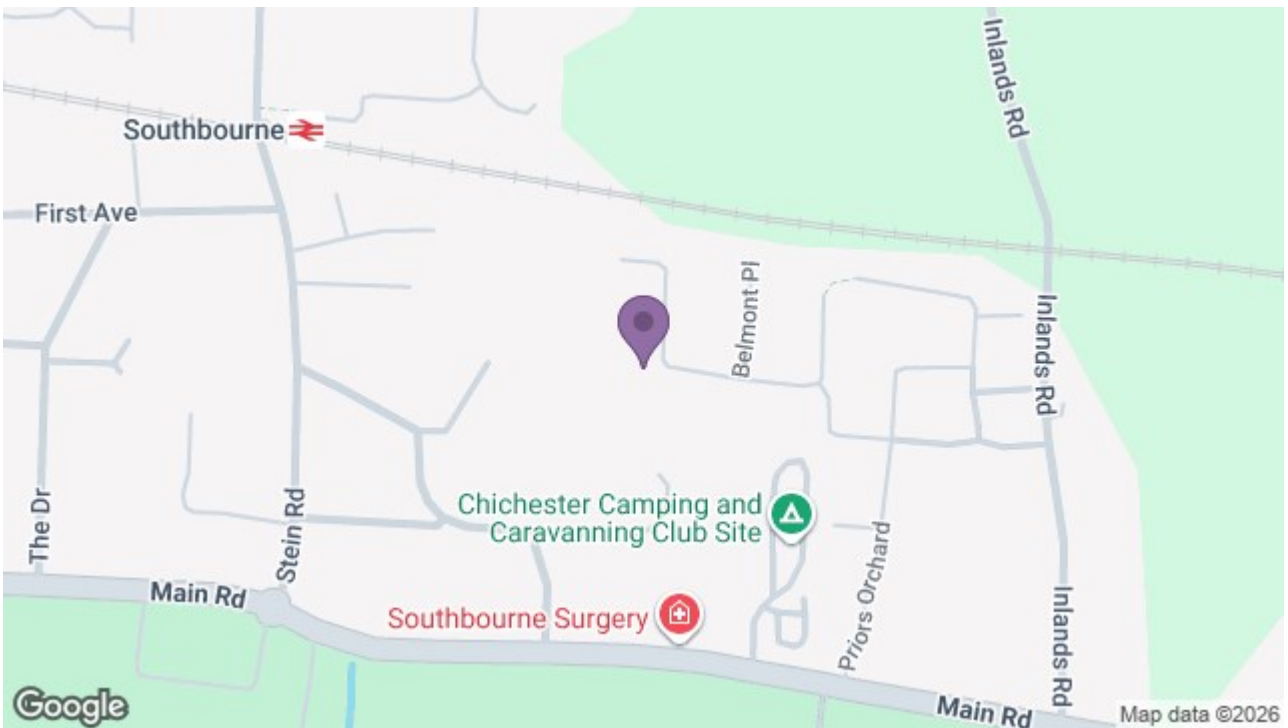 Inlands Rd
Southbourne
First Ave
Belmont Pl
Inlands Rd
Chichester Camping and
Caravanning Club Site
The Dr
Stein Rd
Main Rd
Southbourne Surgery
Priors Orchard
Inlands Rd
Main Rd
Google
Map data ©2026